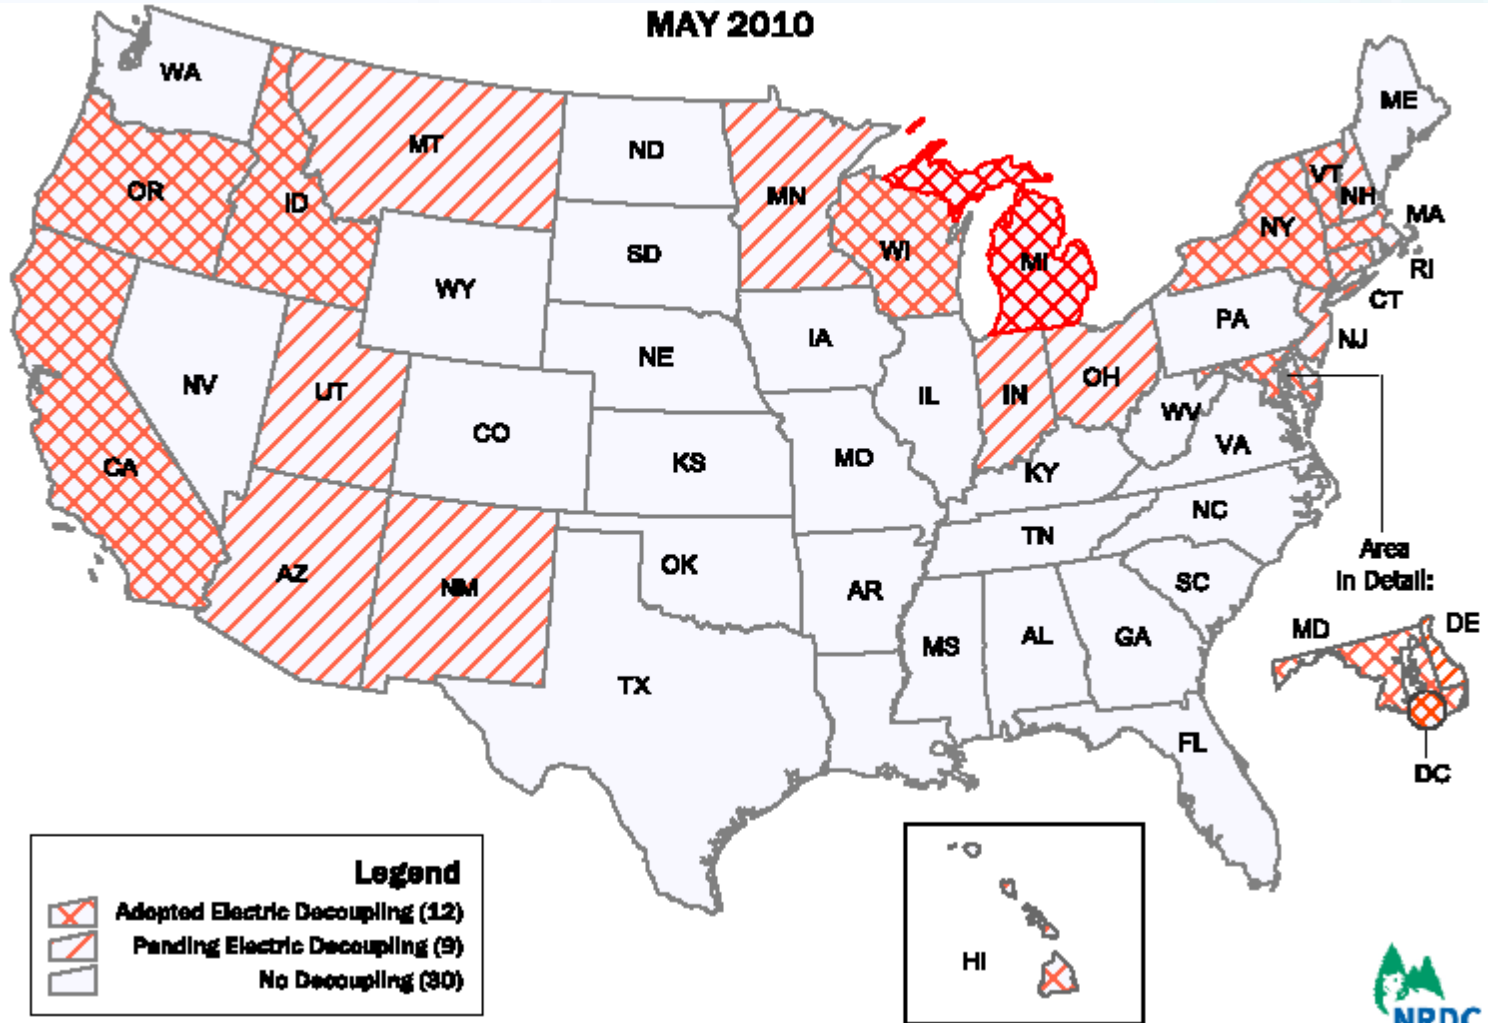 MAY 2010
WA
ME
MT
ND
VT
OR
MN
ID
NH
MA
NY
WI
SD
MI
RI
WY
CT
PA
IA
NJ
NE
OH
NV
UT
IN
IL
WV
CO
VA
MO
KS
CA
KY
NC
TN
Area
in Detail:
OK
AZ
SC
NM
AR
MD
DE
AL
GA
MS
TX
FL
DC
Legend
Adopted Electric Decoupling (12)
Pending Electric Decoupling (9)
No Decoupling (30)
HI
NRDC